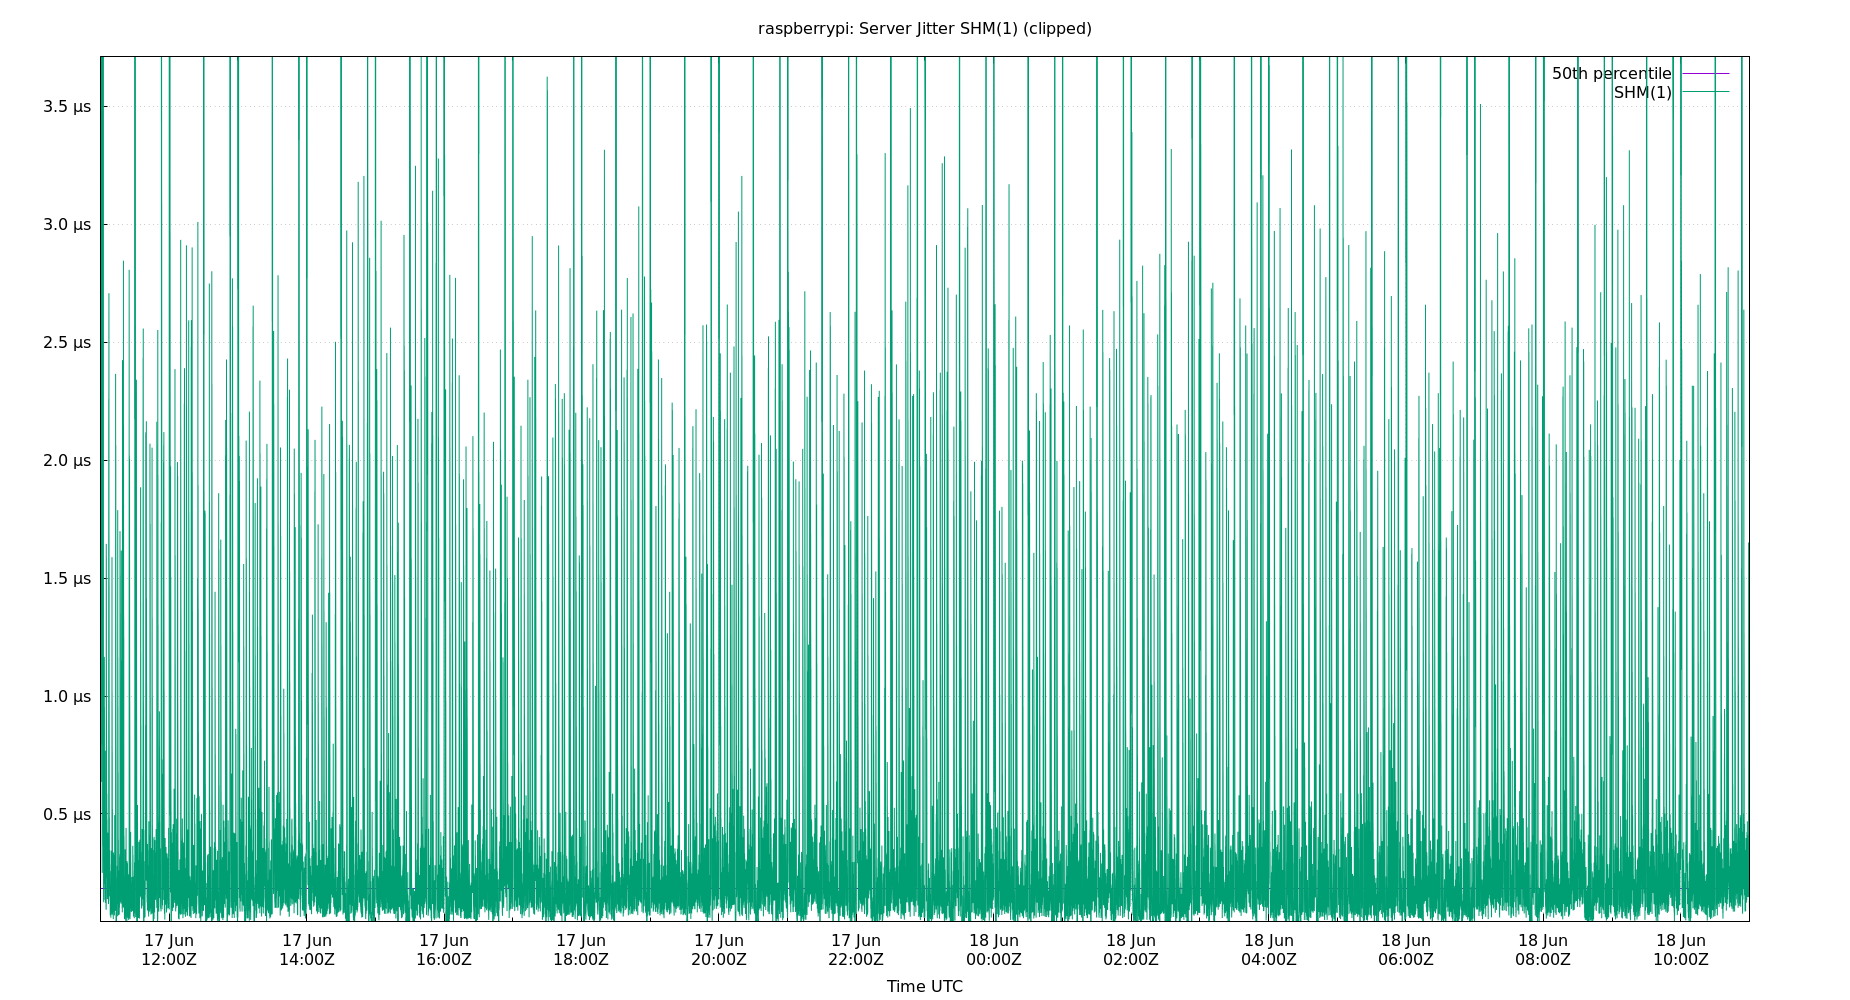 raspberrypi: Server Jitter SHM(1) (clipped)
50th percentile
SHM(1)
3.5 μs
3.0 μs
2.5 μs
2.0 μs
1.5 μs
1.0 μs
0.5 μs
17 Jun 17 Jun 17 Jun 17 Jun 17 Jun 17 Jun 18 Jun 18 Jun 18 Jun 18 Jun 18 Jun 18 Jun
12:00Z 14:00Z 16:00Z 18:00Z 20:00Z 22:00Z 00:00Z 02:00Z 04:00Z 06:00Z 08:00Z 10:00Z
Time UTC